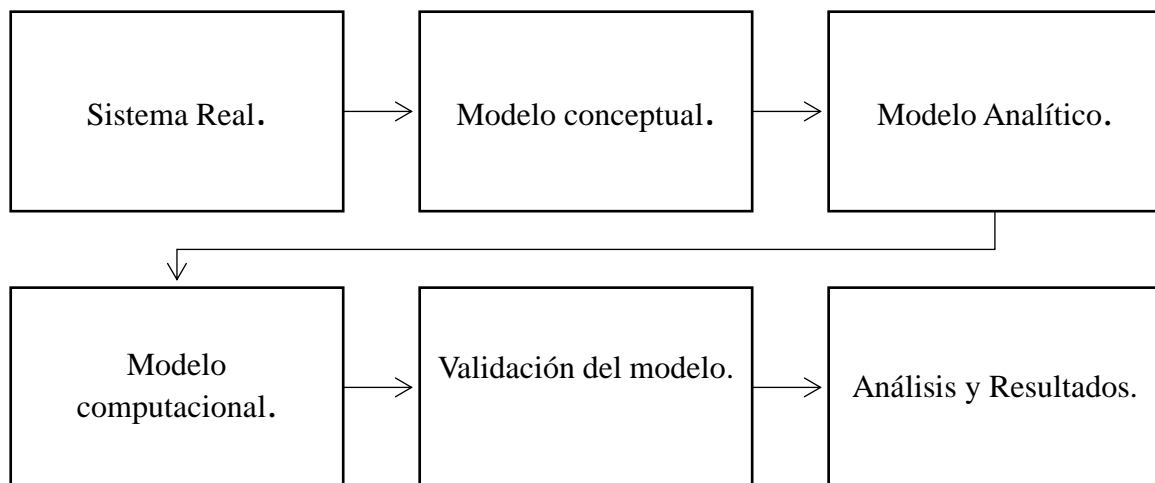 Sistema Real.
Modelo conceptual.
Modelo Analítico.
Modelo
computacional.
Validación del modelo.
Análisis y Resultados.